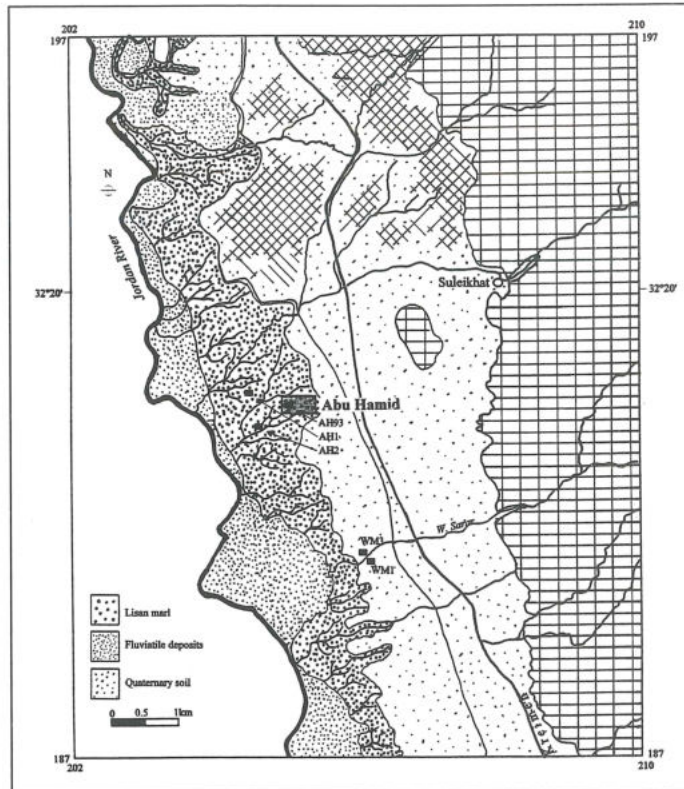 202
210
197
197
N
Jordan River
32°20'
32°20'
Suleikhat
Abu Hamid
AH93
AH1
AH2
W. Sarar
WM3
WM1
Lisan marl
Fluviatile deposits
Quaternary soil
0 0.5 1km
187
187
202
210